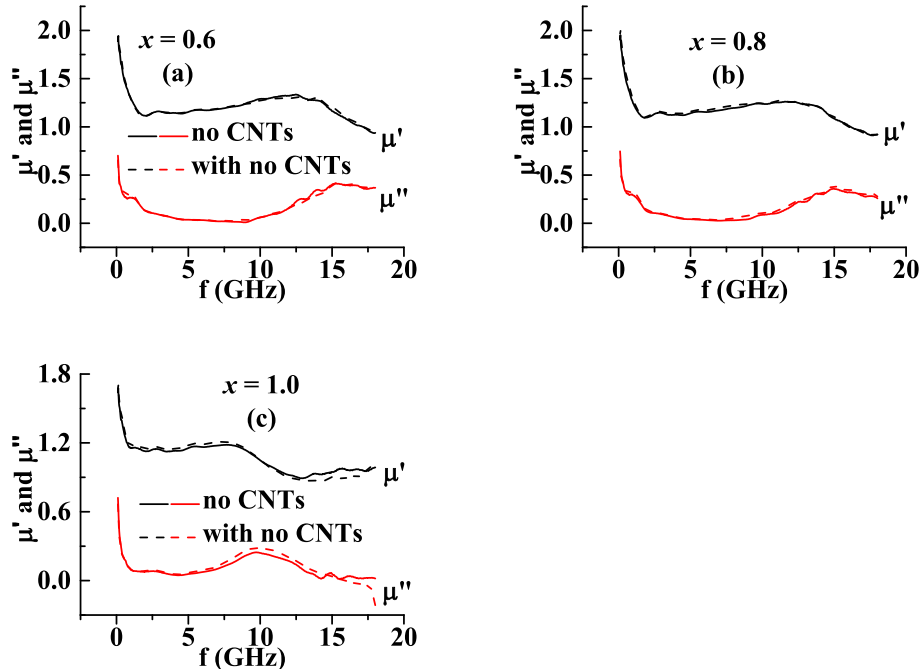 x = 0.6
(a)
μ' and μ''
2.0
1.5
1.0
0.5
0.0
no CNTs
with no CNTs
μ'
μ''
0 5 10 15 20
f (GHz)
x = 0.8
(b)
μ' and μ''
2.0
1.5
1.0
0.5
0.0
μ'
μ''
0 5 10 15 20
f (GHz)
x = 1.0
(c)
μ' and μ''
1.8
1.2
0.6
0.0
μ'
no CNTs
with no CNTs
μ''
0 5 10 15 20
f (GHz)